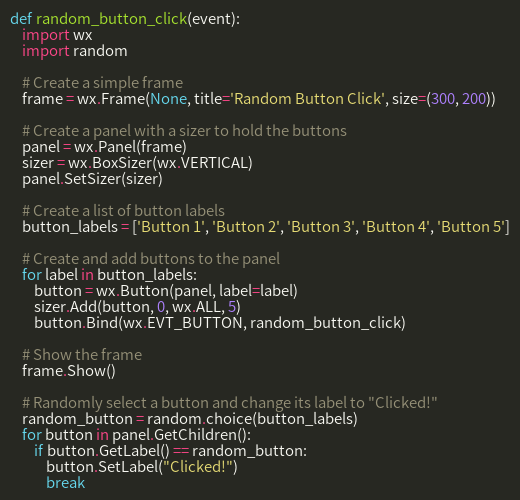 def random_button_click(event):
    import wx
    import random

    # Create a simple frame
    frame = wx.Frame(None, title='Random Button Click', size=(300, 200))

    # Create a panel with a sizer to hold the buttons
    panel = wx.Panel(frame)
    sizer = wx.BoxSizer(wx.VERTICAL)
    panel.SetSizer(sizer)

    # Create a list of button labels
    button_labels = ['Button 1', 'Button 2', 'Button 3', 'Button 4', 'Button 5']

    # Create and add buttons to the panel
    for label in button_labels:
        button = wx.Button(panel, label=label)
        sizer.Add(button, 0, wx.ALL, 5)
        button.Bind(wx.EVT_BUTTON, random_button_click)

    # Show the frame
    frame.Show()

    # Randomly select a button and change its label to "Clicked!"
    random_button = random.choice(button_labels)
    for button in panel.GetChildren():
        if button.GetLabel() == random_button:
            button.SetLabel("Clicked!")
            break